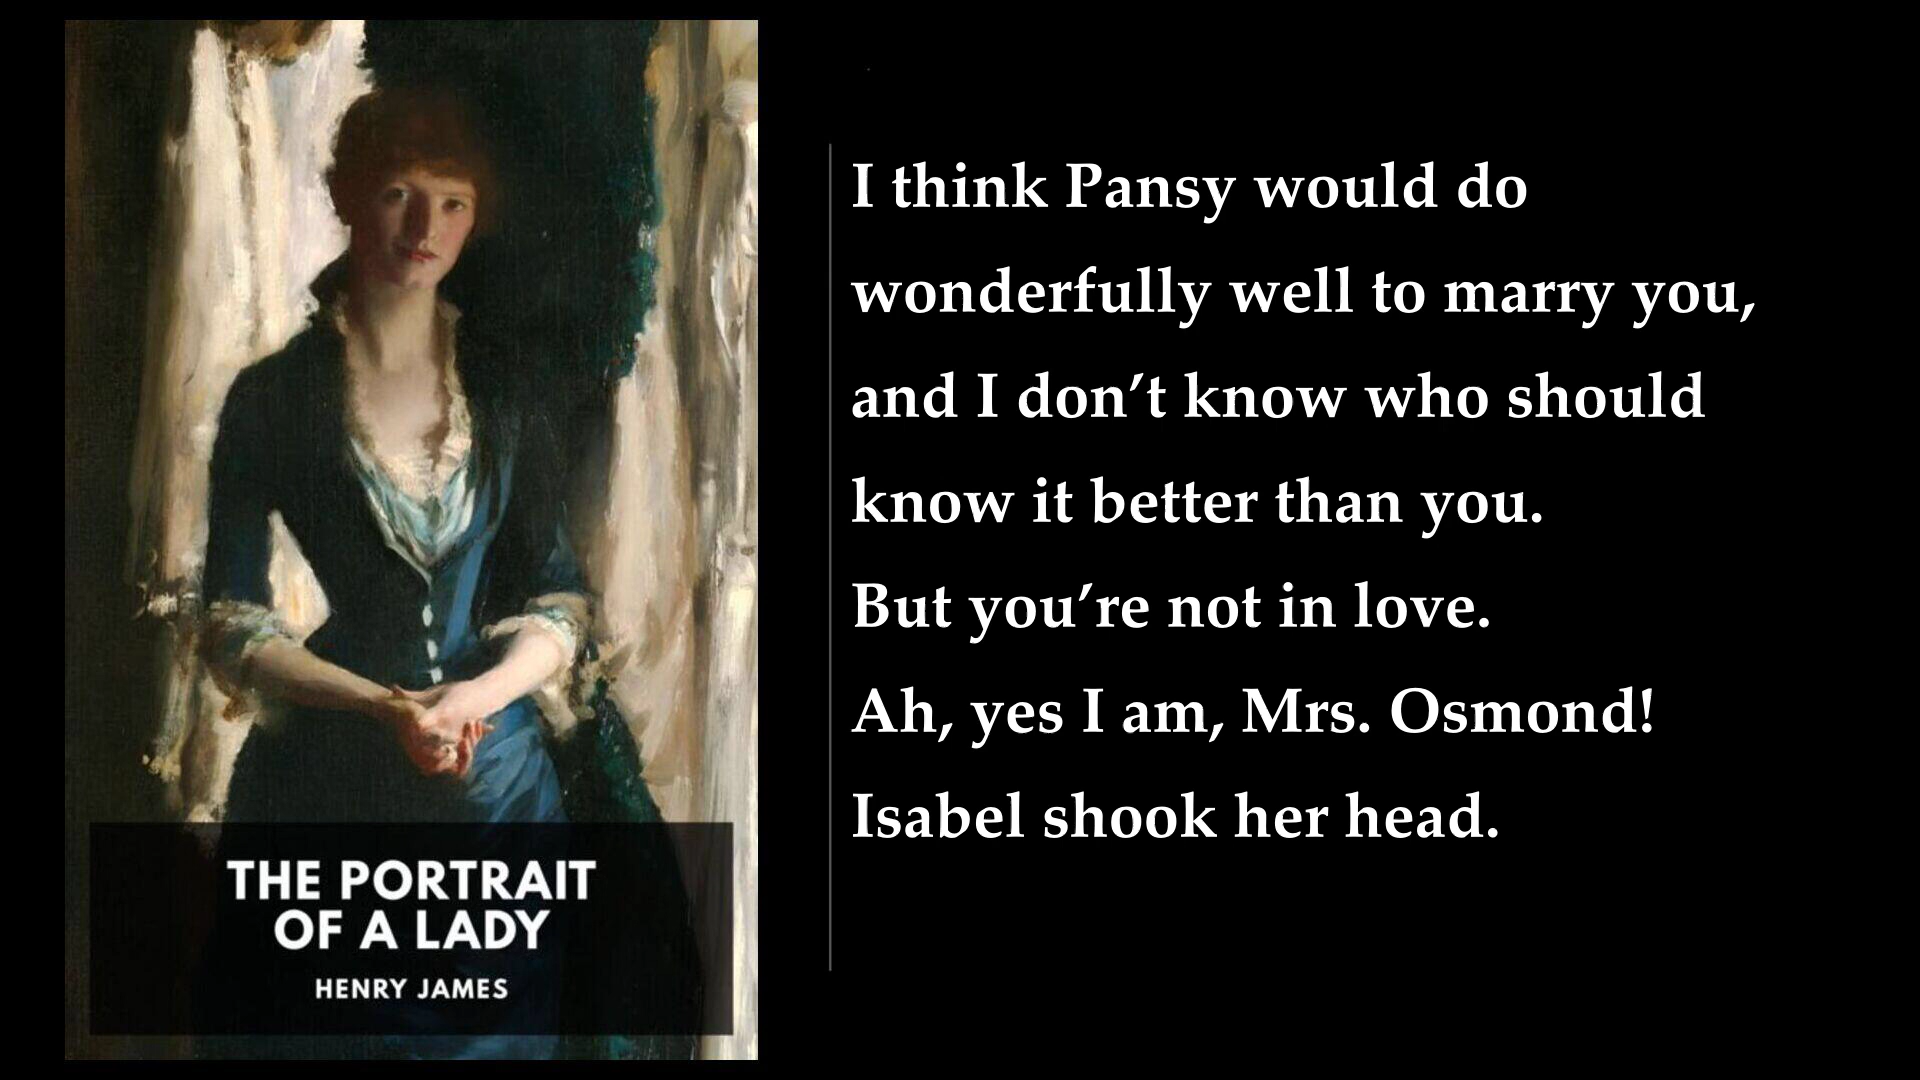 THE PORTRAIT
OF A LADY
HENRY JAMES
I think Pansy would do
wonderfully well to marry you,
and I don’t know who should
know it better than you.
But you’re not in love.
Ah, yes I am, Mrs. Osmond!
Isabel shook her head.